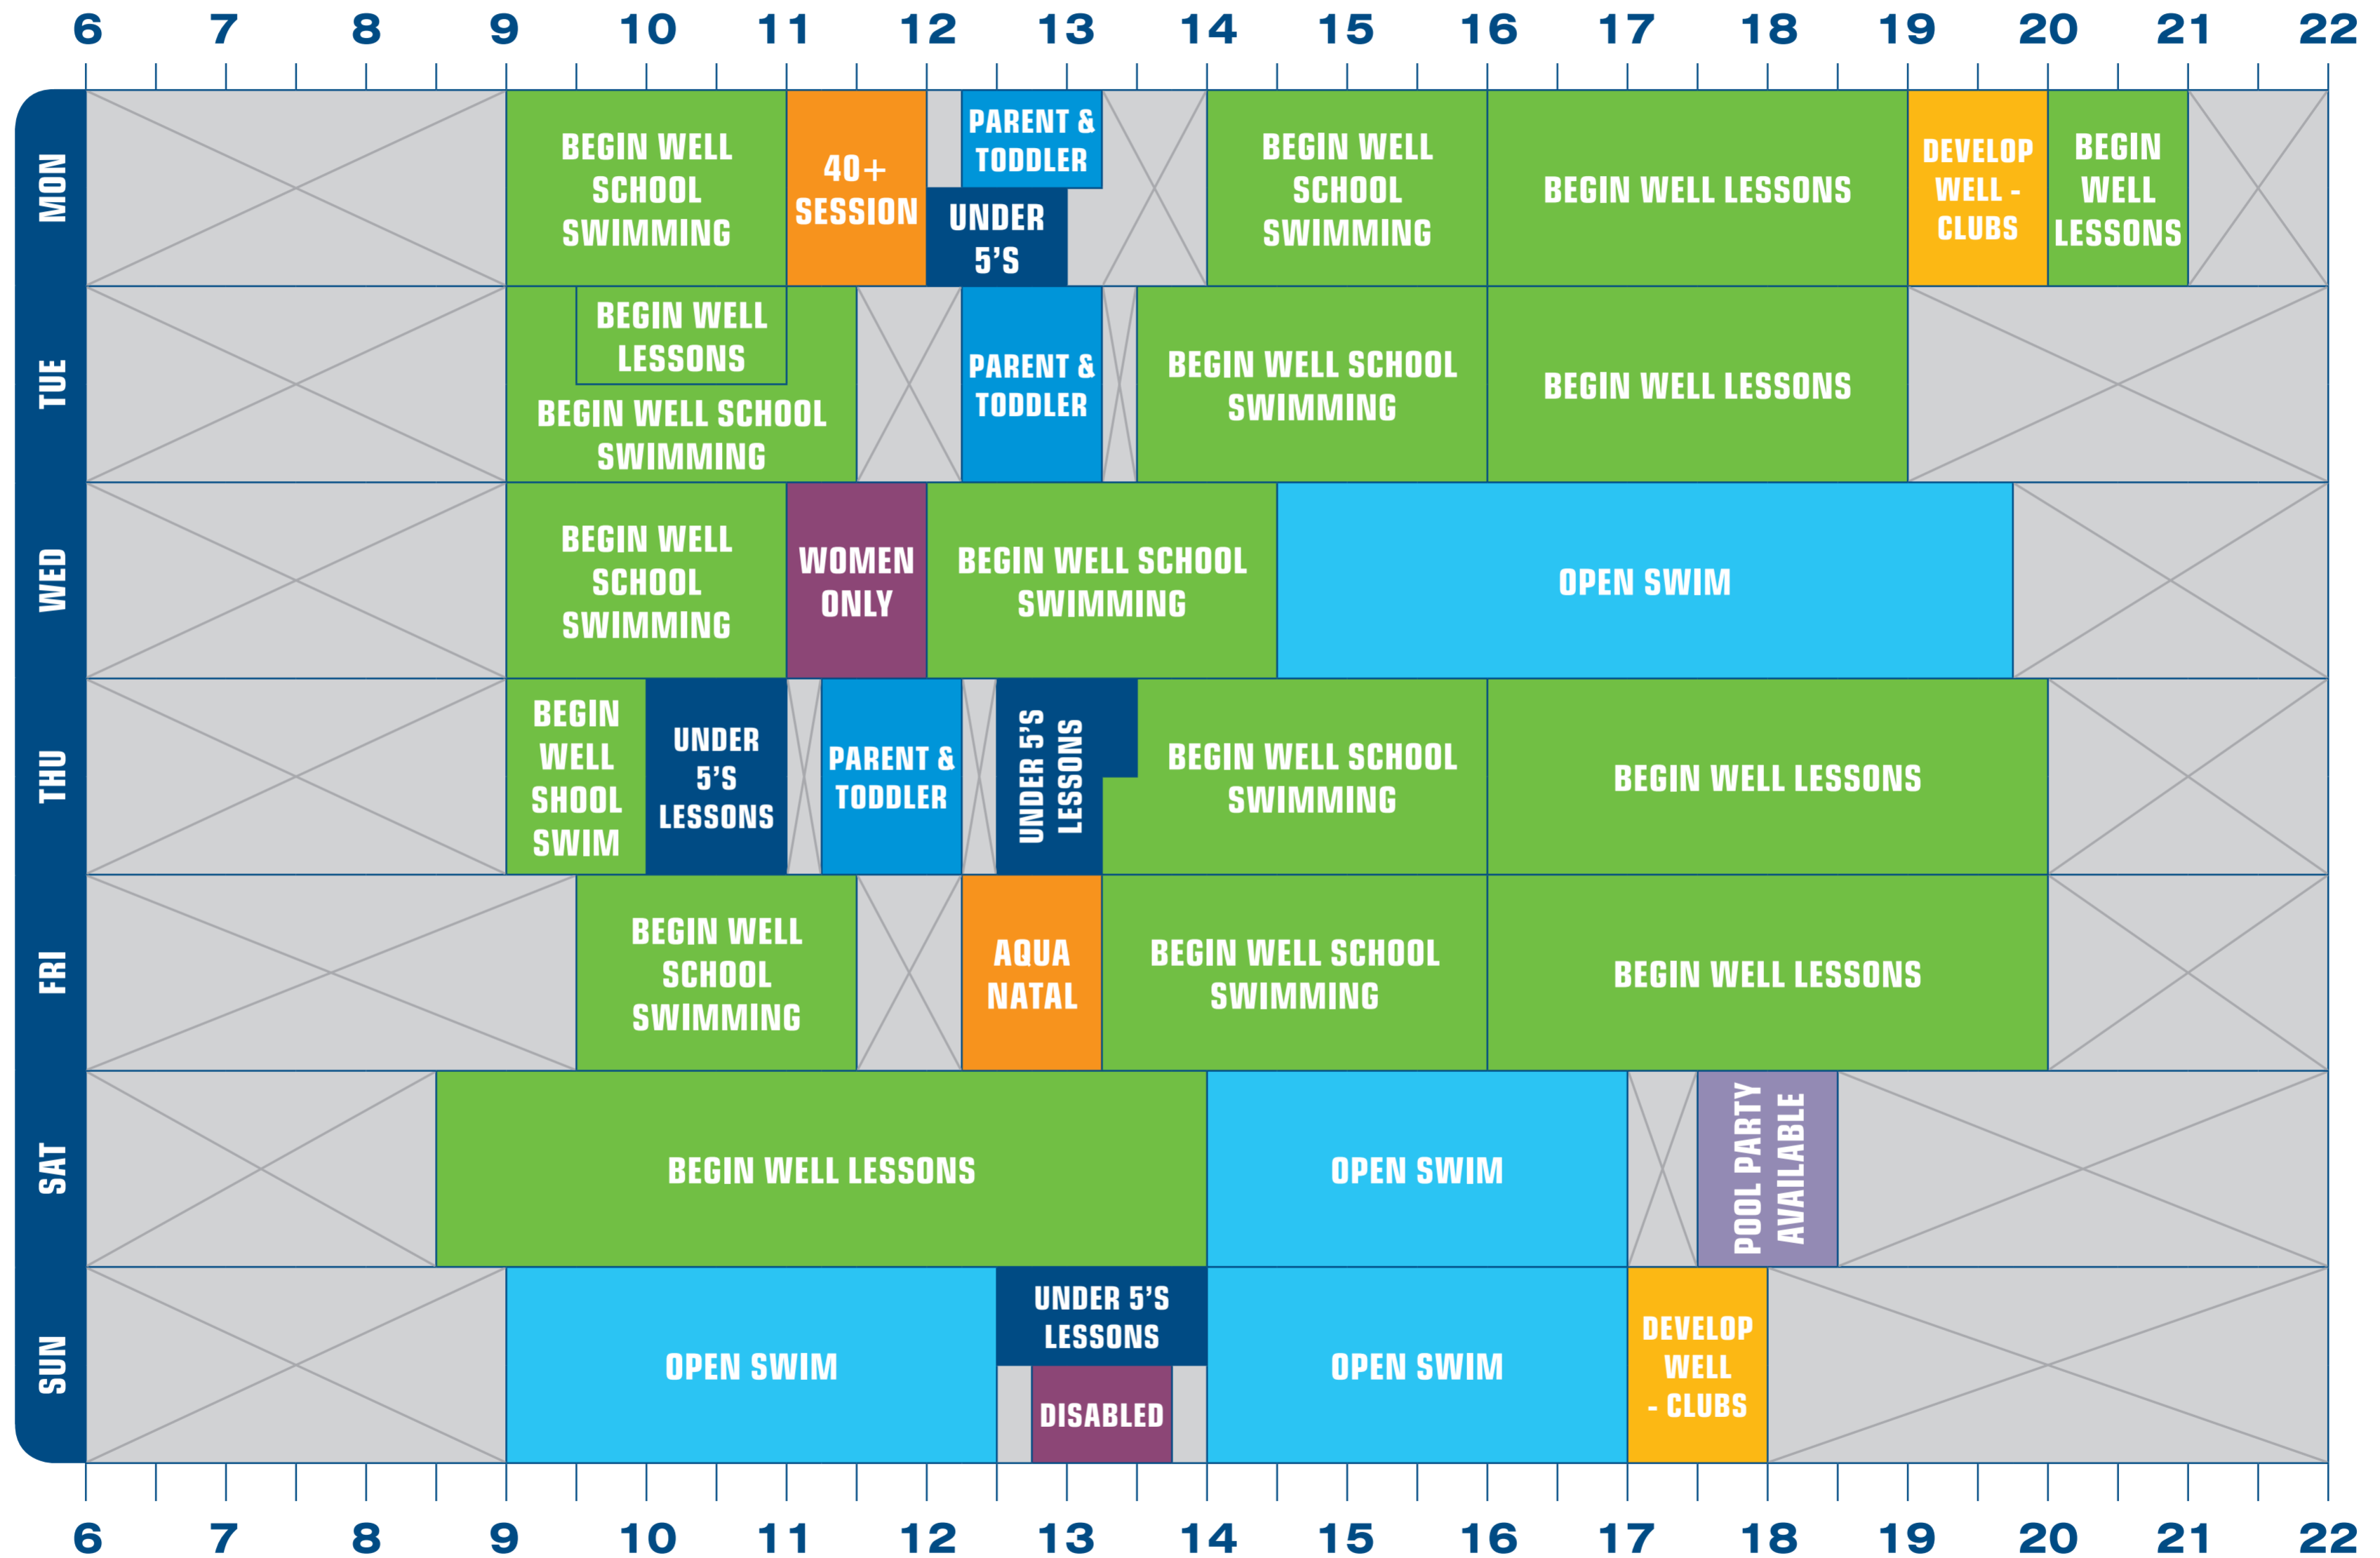 6 7 8 9 10 11 12 13 14 15 16 17 18 19 20 21 22
MON
BEGIN WELL
SCHOOL
SWIMMING
40+
SESSION
PARENT &
TODDLER
UNDER
5'S
BEGIN WELL
SCHOOL
SWIMMING
BEGIN WELL LESSONS
DEVELOP
WELL -
CLUBS
BEGIN
WELL
LESSONS
TUE
BEGIN WELL
LESSONS
BEGIN WELL SCHOOL
SWIMMING
PARENT &
TODDLER
BEGIN WELL SCHOOL
SWIMMING
BEGIN WELL LESSONS
WED
BEGIN WELL
SCHOOL
SWIMMING
WOMEN
ONLY
BEGIN WELL SCHOOL
SWIMMING
OPEN SWIM
THU
BEGIN
WELL
SHOOL
SWIM
UNDER
5'S
LESSONS
PARENT &
TODDLER
UNDER 5'S
LESSONS
BEGIN WELL SCHOOL
SWIMMING
BEGIN WELL LESSONS
FRI
BEGIN WELL
SCHOOL
SWIMMING
AQUA
NATAL
BEGIN WELL SCHOOL
SWIMMING
BEGIN WELL LESSONS
SAT
BEGIN WELL LESSONS
OPEN SWIM
POOL PARTY
AVAILABLE
SUN
OPEN SWIM
UNDER 5'S
LESSONS
DISABLED
OPEN SWIM
DEVELOP
WELL
- CLUBS
6 7 8 9 10 11 12 13 14 15 16 17 18 19 20 21 22